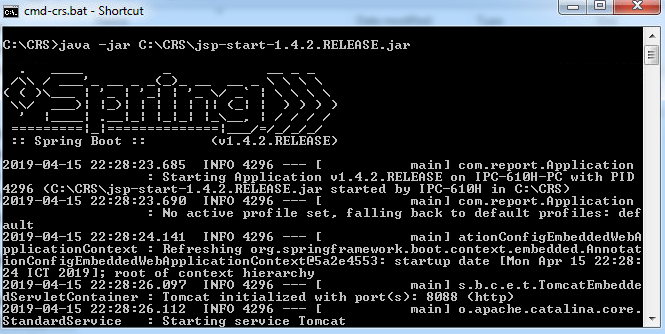 cmd-crs.bat - Shortcut
C:\CRS>java -jar C:\CRS\jsp-start-1.4.2.RELEASE.jar
  .   ____          _            __ _ _
 /\\ / ___'_ __ _ _(_)_ __  __ _ \ \ \ \
( ( )\___ | '_ | '_| | '_ \/ _` | \ \ \ \
 \\/  ___)| |_)| | | | | || (_| |  ) ) ) )
  '  |____| .__|_| |_|_| |_\__, | / / / /
 =========|_|==============|___/=/_/_/_/
 :: Spring Boot ::        (v1.4.2.RELEASE)
2019-04-15 22:28:23.685  INFO 4296 --- [           main] com.report.Application
               : Starting Application v1.4.2.RELEASE on IPC-610H-PC with PID
4296 (C:\CRS\jsp-start-1.4.2.RELEASE.jar started by IPC-610H in C:\CRS)
2019-04-15 22:28:23.690  INFO 4296 --- [           main] com.report.Application
               : No active profile set, falling back to default profiles: def
ault
2019-04-15 22:28:24.141  INFO 4296 --- [           main] ationConfigEmbeddedWebA
pplicationContext : Refreshing org.springframework.boot.context.embedded.Annotat
ionConfigEmbeddedWebApplicationContext@5a2e4553: startup date [Mon Apr 15 22:28:
24 ICT 2019]; root of context hierarchy
2019-04-15 22:28:26.097  INFO 4296 --- [           main] s.b.c.e.t.TomcatEmbedde
dServletContainer : Tomcat initialized with port(s): 8088 (http)
2019-04-15 22:28:26.112  INFO 4296 --- [           main] o.apache.catalina.core.
StandardService   : Starting service Tomcat